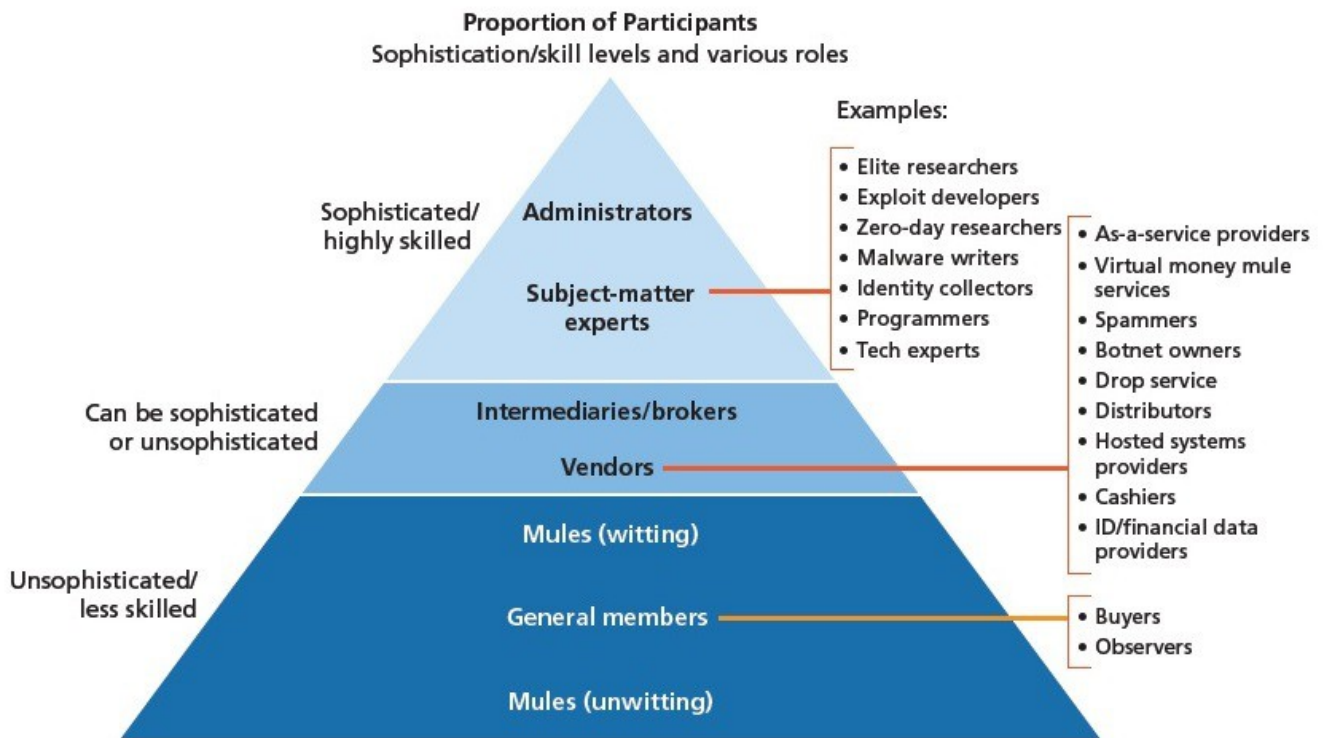 Proportion of Participants
Sophistication/skill levels and various roles
Examples:
• Elite researchers
• Exploit developers
• Zero-day researchers
• Malware writers
• Identity collectors
• Programmers
• Tech experts
Sophisticated/
highly skilled
Administrators
Subject-matter
experts
• As-a-service providers
• Virtual money mule
services
• Spammers
• Botnet owners
• Drop service
• Distributors
• Hosted systems
providers
• Cashiers
• ID/financial data
providers
Can be sophisticated
or unsophisticated
Intermediaries/brokers
Vendors
Unsophisticated/
less skilled
Mules (witting)
General members
Mules (unwitting)
• Buyers
• Observers